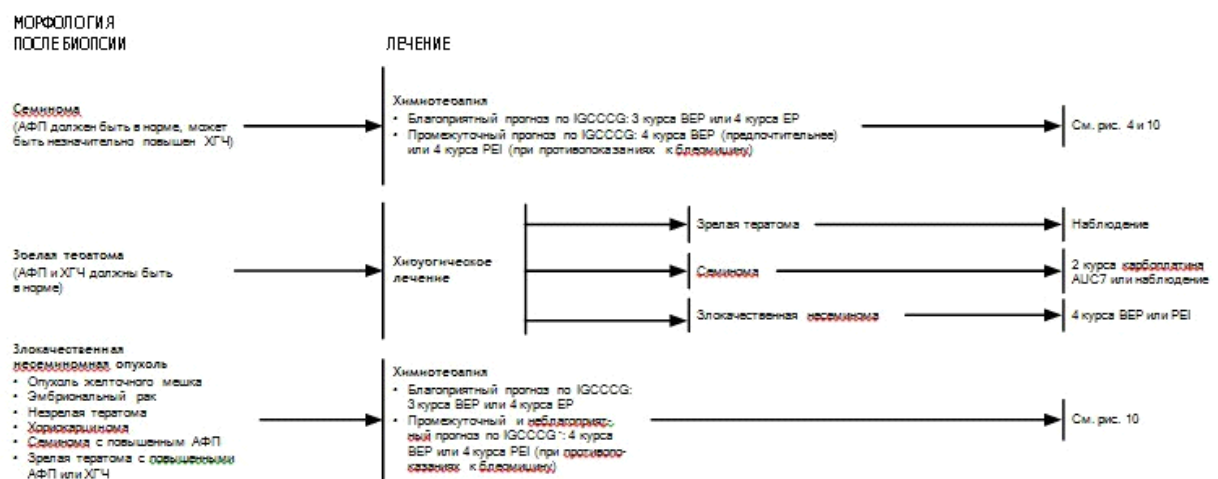 МОРФОЛОГИЯ
ПОСЛЕ БИОПСИИ
ЛЕЧЕНИЕ
Семинома
(АФП должен быть в норме, может
быть незначительно повышен ХГЧ)
Химиотерапия
• Благоприятный прогноз по IGCCCG: 3 курса BEP или 4 курса EP
• Промежуточный прогноз по IGCCCG: 4 курса BEP (предпочтительнее)
или 4 курса PEI (при противопоказаниях к блеомицину)
См. рис. 4 и 10
Зрелая тератома
(АФП и ХГЧ должны быть
в норме)
Хирургическое
лечение
Зрелая тератома
Наблюдение
Семинома
2 курса карбоплатина
AUC7 или наблюдение
Злокачественная несеминома
4 курса BEP или PEI
Злокачественная
несеминомная опухоль
• Опухоль желточного мешка
• Эмбриональный рак
• Незрелая тератома
• Хориокарцинома
• Семинома с повышенным АФП
• Зрелая тератома с повышенными
АФП или ХГЧ
Химиотерапия
• Благоприятный прогноз по IGCCCG:
3 курса BEP или 4 курса EP
• Промежуточный и неблагоприят-
ный прогноз по IGCCCG*: 4 курса
BEP или 4 курса PEI (при противопо-
казаниях к блеомицину)
См. рис. 10